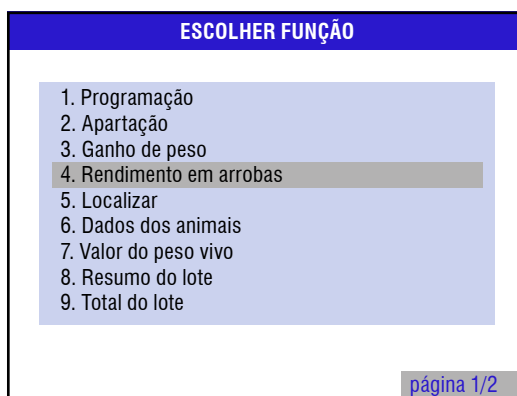 ESCOLHER FUNÇÃO
1. Programação
2. Apartação
3. Ganho de peso
4. Rendimento em arrobas
5. Localizar
6. Dados dos animais
7. Valor do peso vivo
8. Resumo do lote
9. Total do lote
página 1/2